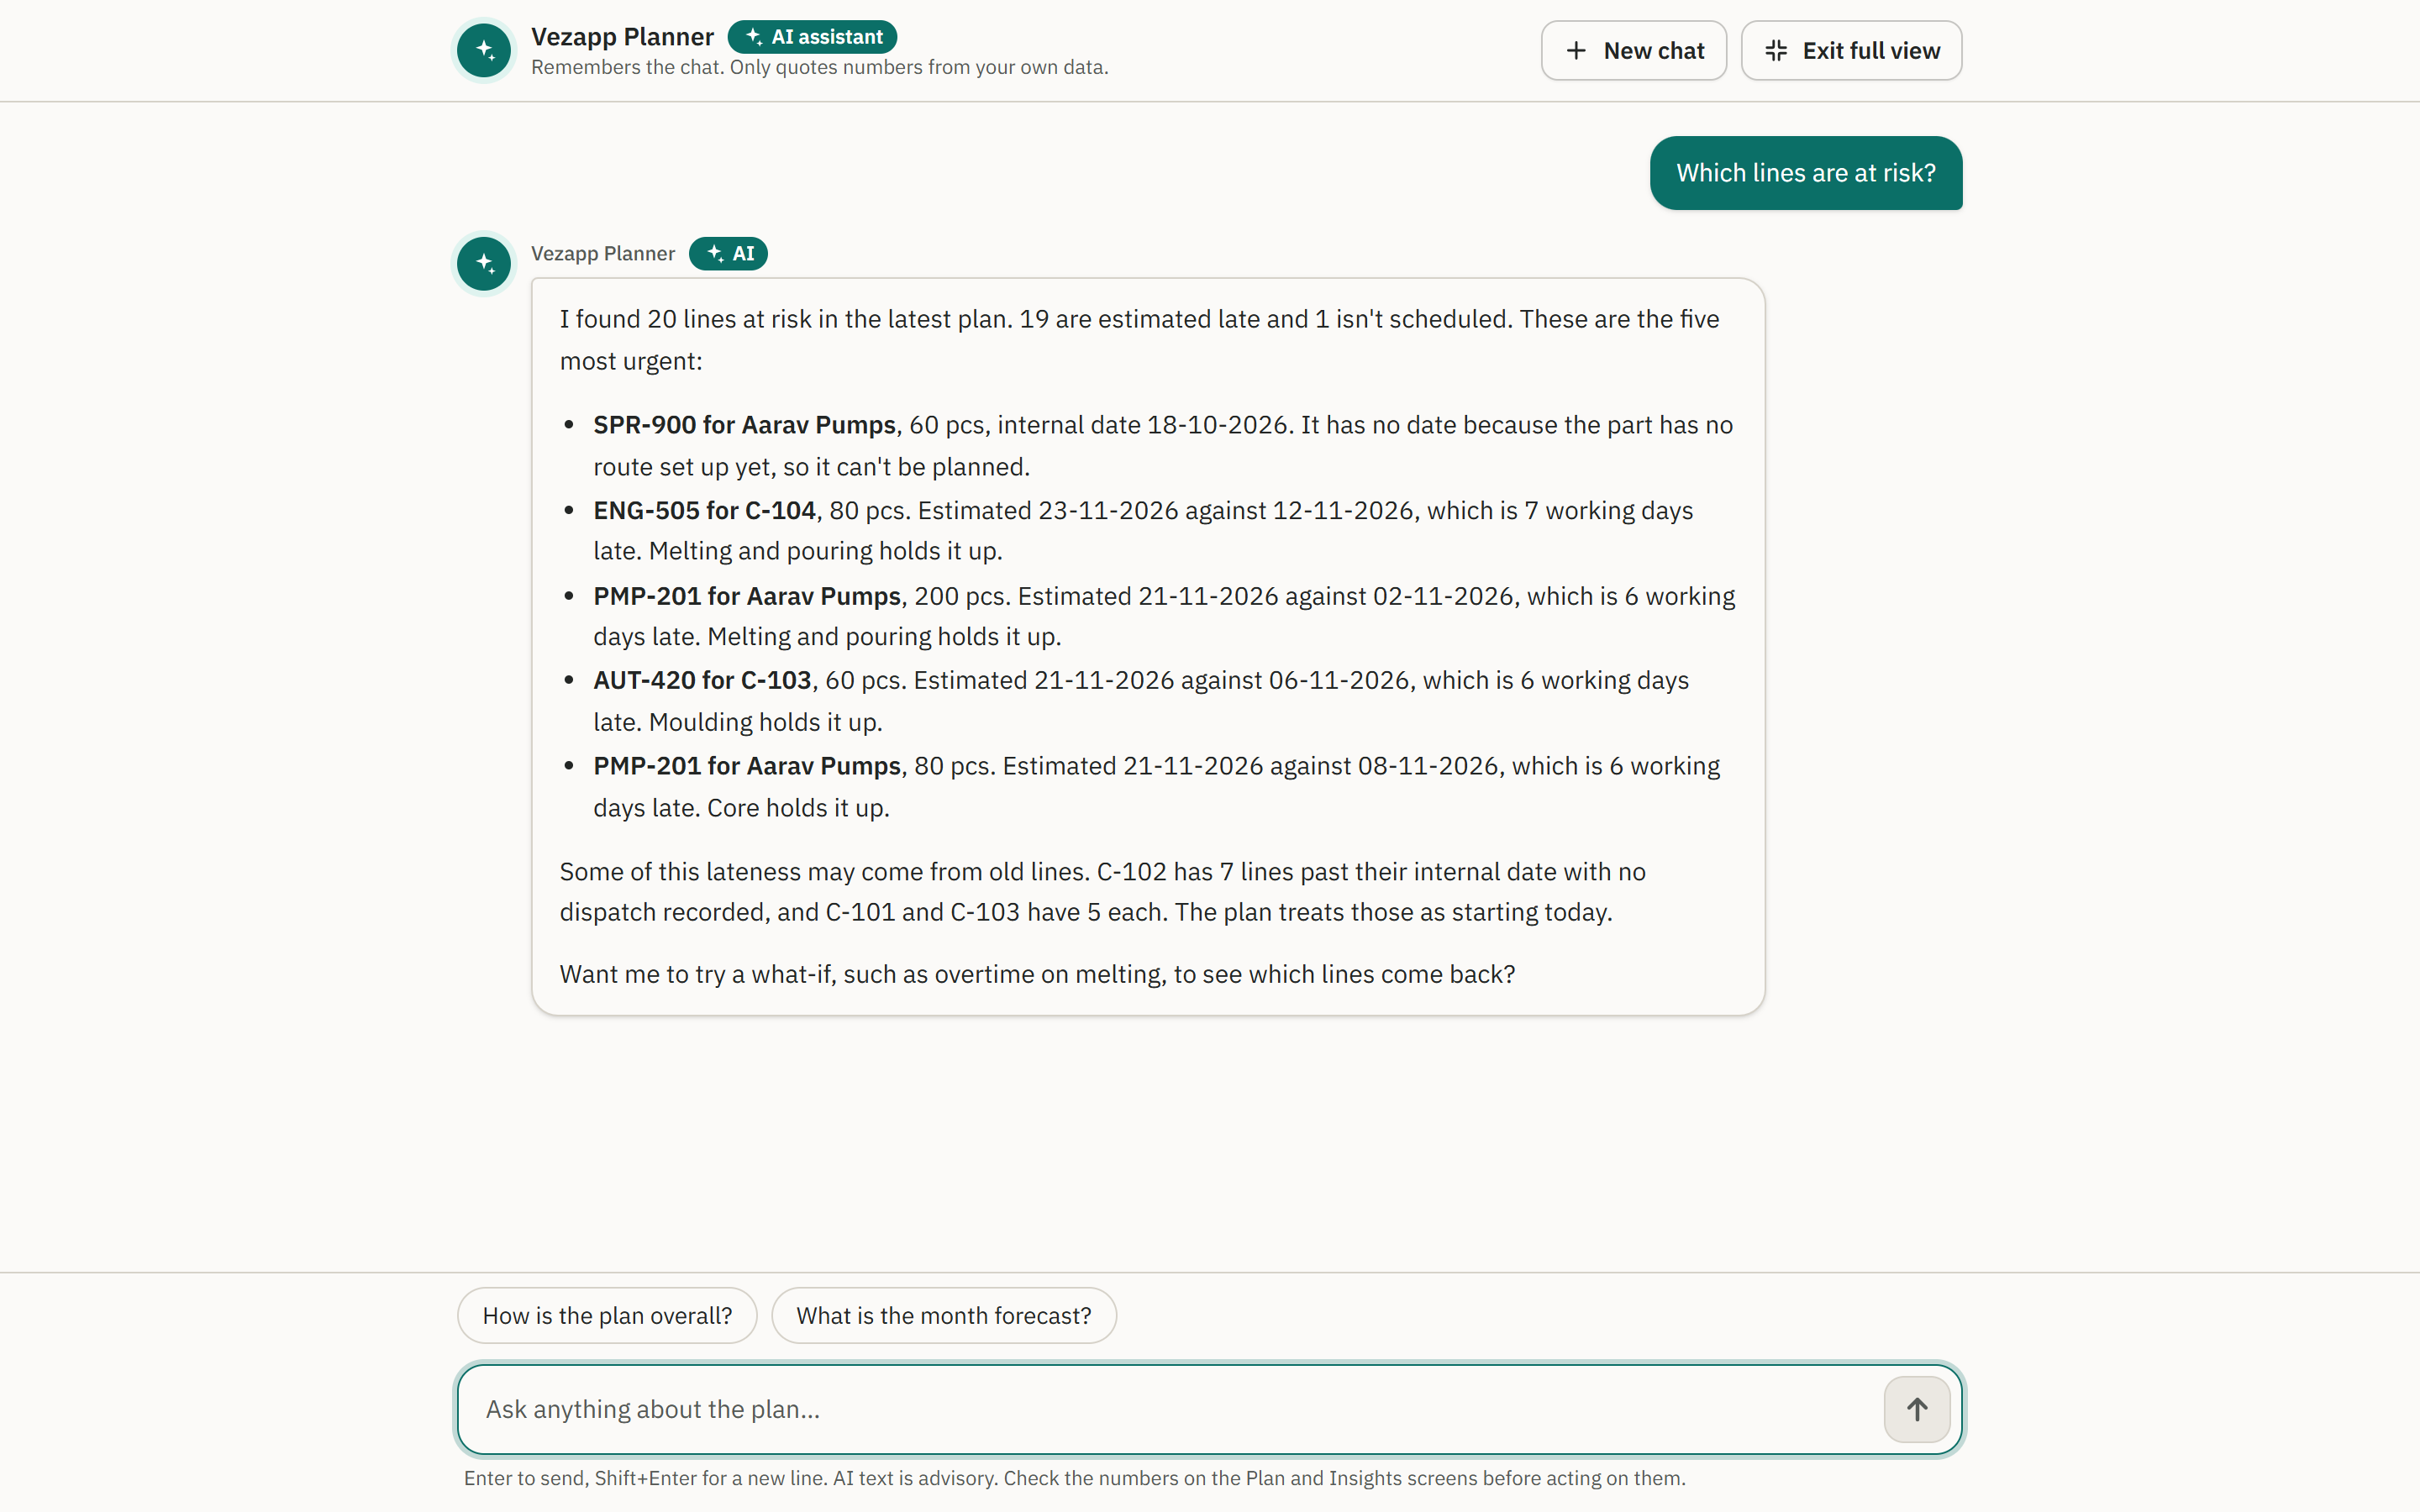 Vezapp Planner
AI assistant
Remembers the chat. Only quotes numbers from your own data.
New chat
Exit full view
Which lines are at risk?
Vezapp Planner
AI
I found 20 lines at risk in the latest plan. 19 are estimated late and 1 isn't scheduled. These are the five
most urgent:
• SPR-900 for Aarav Pumps, 60 pcs, internal date 18-10-2026. It has no date because the part has no
route set up yet, so it can't be planned.
• ENG-505 for C-104, 80 pcs. Estimated 23-11-2026 against 12-11-2026, which is 7 working days
late. Melting and pouring holds it up.
• PMP-201 for Aarav Pumps, 200 pcs. Estimated 21-11-2026 against 02-11-2026, which is 6 working
days late. Melting and pouring holds it up.
• AUT-420 for C-103, 60 pcs. Estimated 21-11-2026 against 06-11-2026, which is 6 working days
late. Moulding holds it up.
• PMP-201 for Aarav Pumps, 80 pcs. Estimated 21-11-2026 against 08-11-2026, which is 6 working
days late. Core holds it up.
Some of this lateness may come from old lines. C-102 has 7 lines past their internal date with no
dispatch recorded, and C-101 and C-103 have 5 each. The plan treats those as starting today.
Want me to try a what-if, such as overtime on melting, to see which lines come back?
How is the plan overall?
What is the month forecast?
Ask anything about the plan...
Enter to send, Shift+Enter for a new line. AI text is advisory. Check the numbers on the Plan and Insights screens before acting on them.